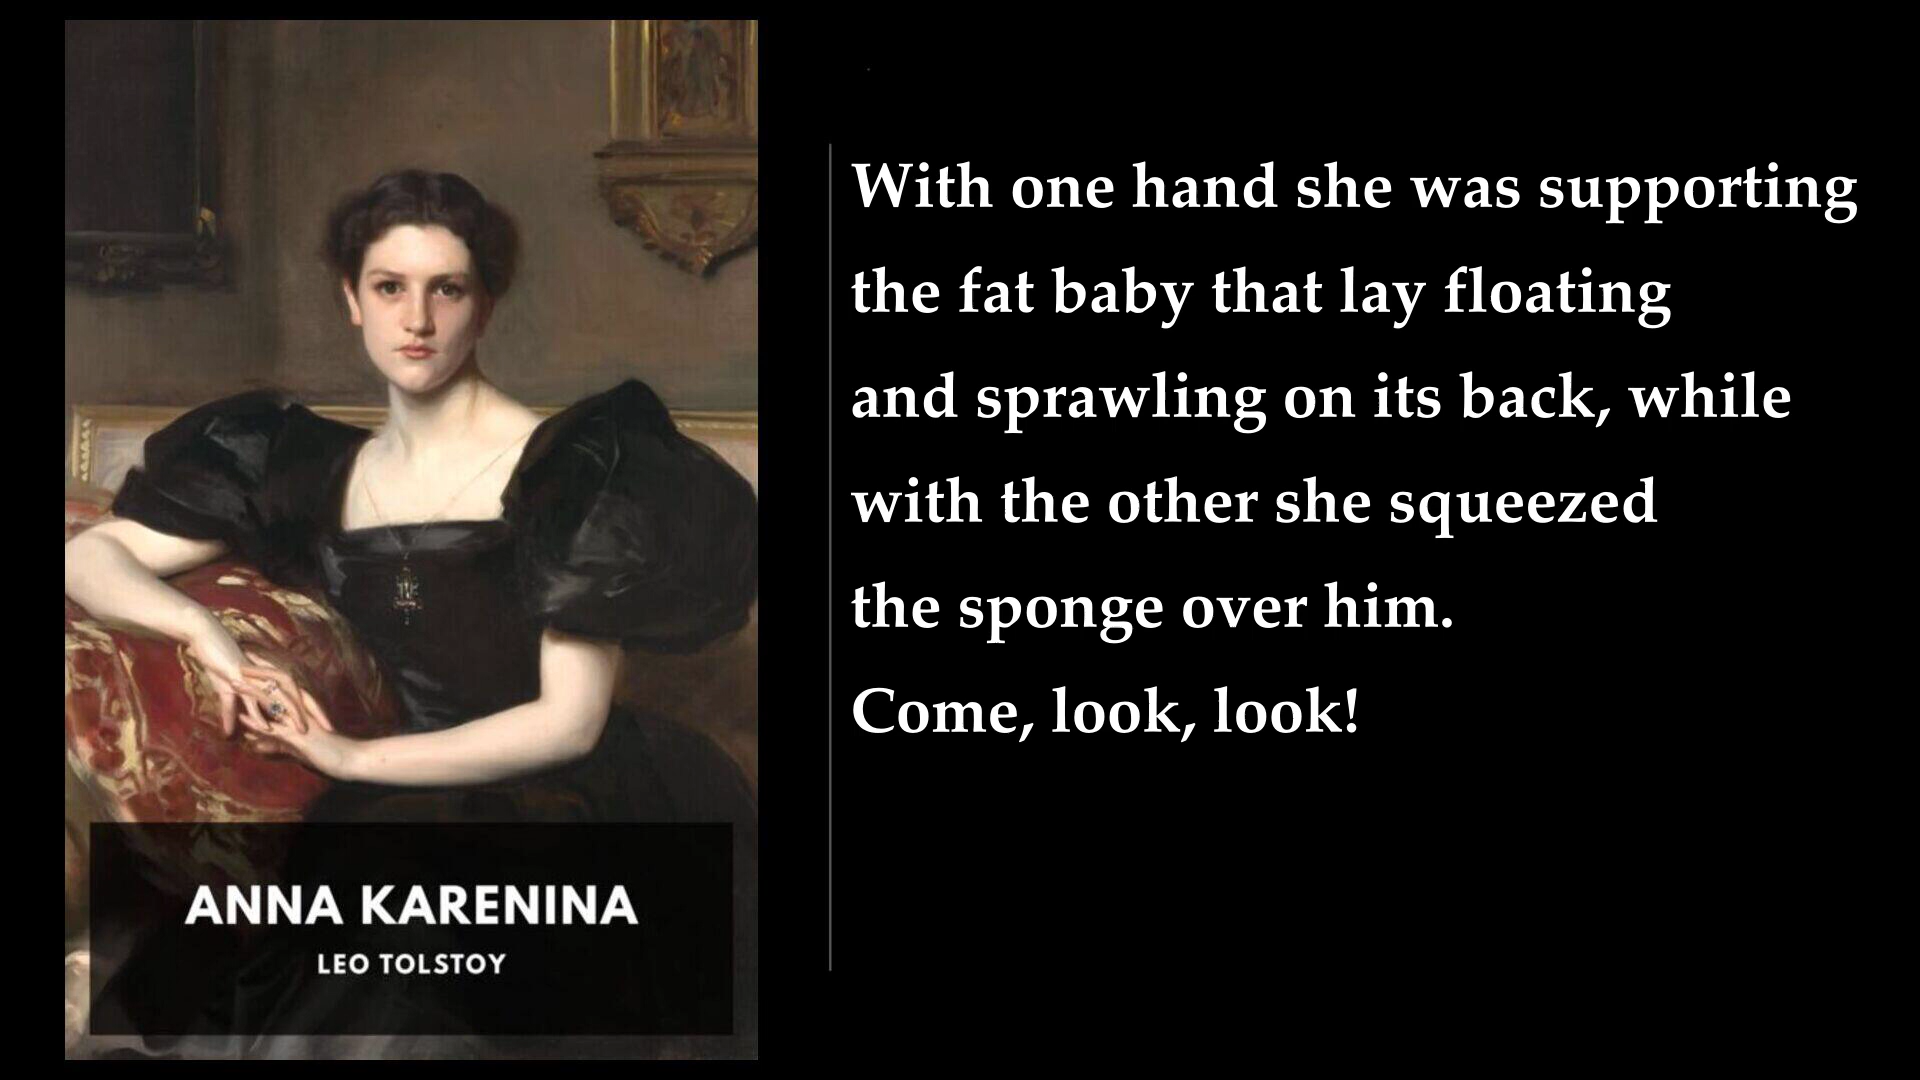 With one hand she was supporting
the fat baby that lay floating
and sprawling on its back, while
with the other she squeezed
the sponge over him.
Come, look, look!
ANNA KARENINA
LEO TOLSTOY